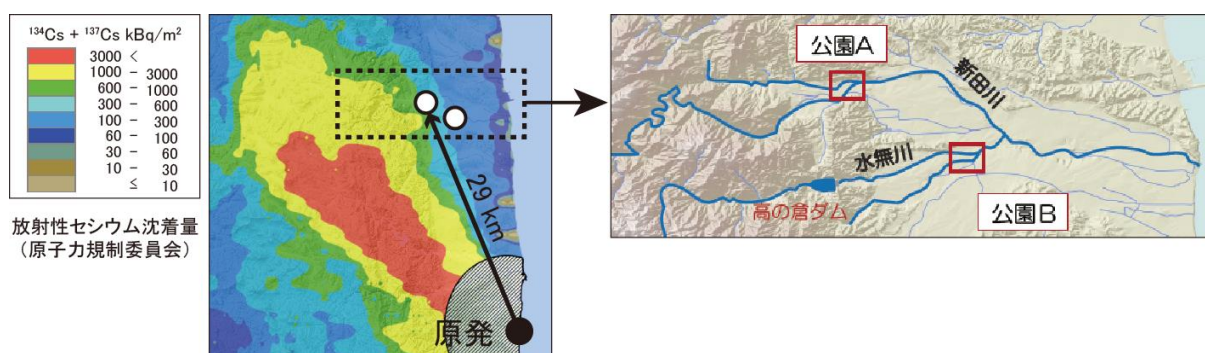 ¹³⁴Cs + ¹³⁷Cs kBq/m²
3000 <
1000 - 3000
600 - 1000
300 - 600
100 - 300
60 - 100
30 - 60
10 - 30
≤ 10
放射性セシウム沈着量
（原子力規制委員会）
29 km
原発
公園A
新田川
水無川
高の倉ダム
公園B